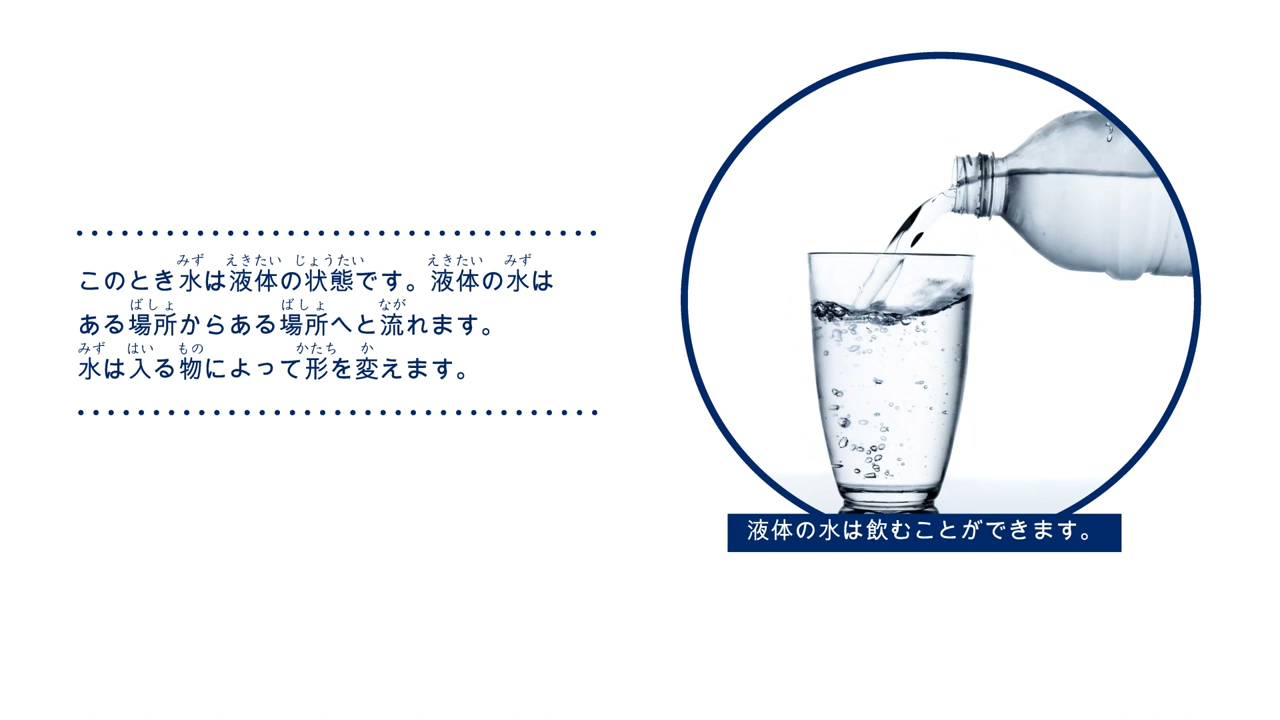 みず えきたい じょうたい えきたい みず
このとき水は液体の状態です。液体の水は
ばしょ ばしょ なが
ある場所からある場所へと流れます。
みず はい もの かたち か
水は入る物によって形を変えます。
液体の水は飲むことができます。